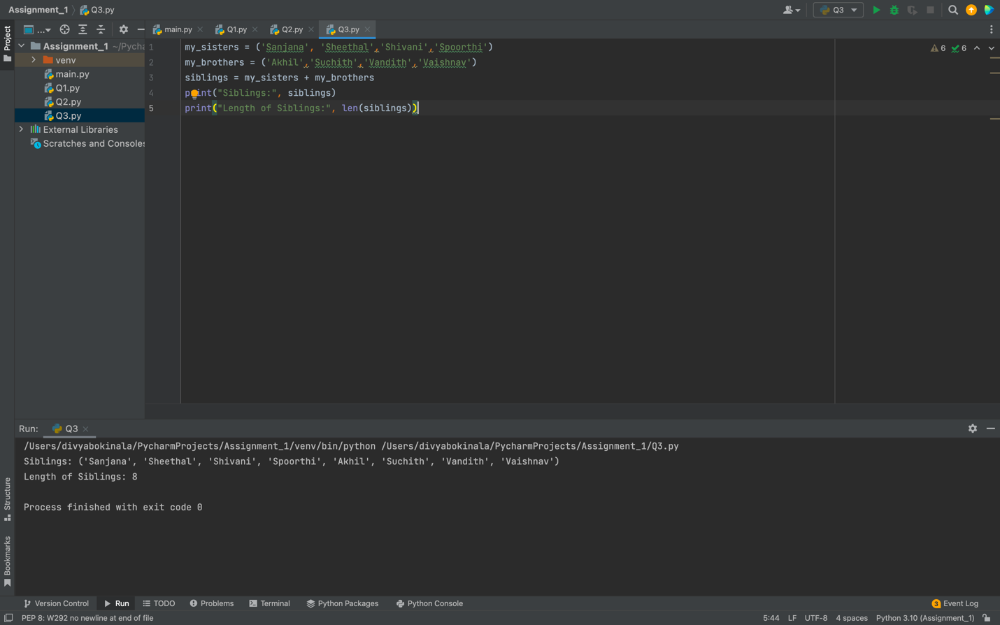 Assignment_1 Q3.py
Q3
Project
...
main.py Q1.py Q2.py Q3.py
Assignment_1 ~/Pycha
venv
main.py
Q1.py
Q2.py
Q3.py
External Libraries
Scratches and Consoles
6 6
1 my_sisters = ('Sanjana', 'Sheethal','Shivani','Spoorthi')
2 my_brothers = ('Akhil','Suchith','Vandith','Vaishnav')
3 siblings = my_sisters + my_brothers
4 print("Siblings:", siblings)
5 print("Length of Siblings:", len(siblings))
Run: Q3
/Users/divyabokinala/PycharmProjects/Assignment_1/venv/bin/python /Users/divyabokinala/PycharmProjects/Assignment_1/Q3.py
Siblings: ('Sanjana', 'Sheethal', 'Shivani', 'Spoorthi', 'Akhil', 'Suchith', 'Vandith', 'Vaishnav')
Length of Siblings: 8
Process finished with exit code 0
Structure
Bookmarks
Version Control Run TODO Problems Terminal Python Packages Python Console 3 Event Log
PEP 8: W292 no newline at end of file 5:44 LF UTF-8 4 spaces Python 3.10 (Assignment_1)